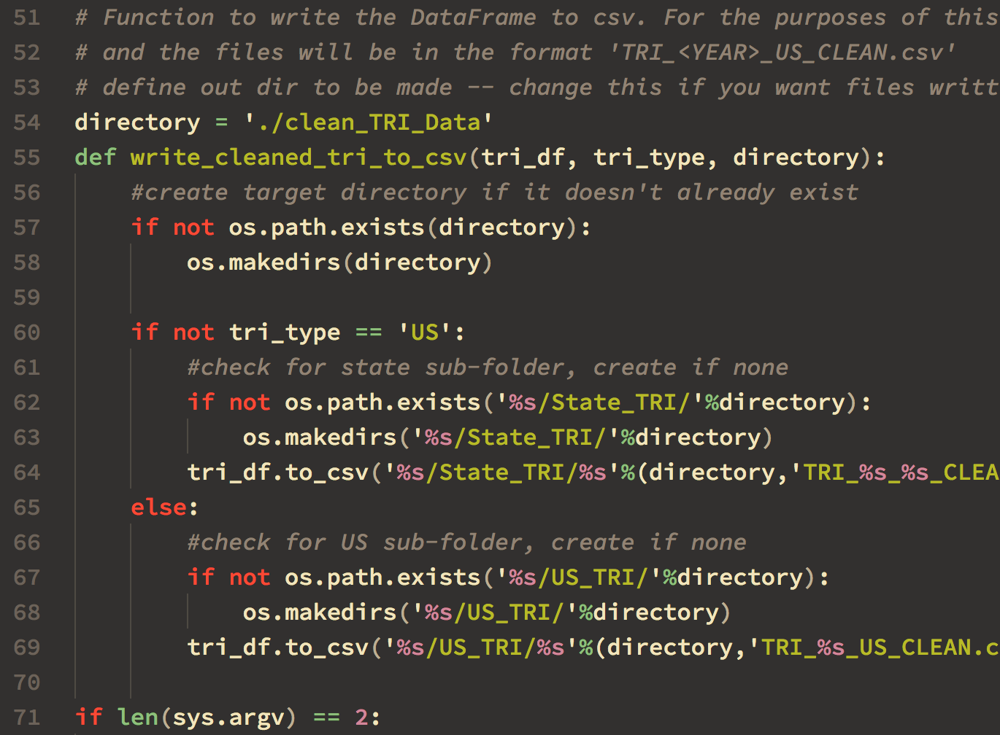 51 # Function to write the DataFrame to csv. For the purposes of this
52 # and the files will be in the format 'TRI_<YEAR>_US_CLEAN.csv'
53 # define out dir to be made -- change this if you want files writt
54 directory = './clean_TRI_Data'
55 def write_cleaned_tri_to_csv(tri_df, tri_type, directory):
56     #create target directory if it doesn't already exist
57     if not os.path.exists(directory):
58         os.makedirs(directory)
59
60     if not tri_type == 'US':
61         #check for state sub-folder, create if none
62         if not os.path.exists('%s/State_TRI/'%directory):
63             os.makedirs('%s/State_TRI/'%directory)
64         tri_df.to_csv('%s/State_TRI/%s'%(directory,'TRI_%s_%s_CLEA
65     else:
66         #check for US sub-folder, create if none
67         if not os.path.exists('%s/US_TRI/'%directory):
68             os.makedirs('%s/US_TRI/'%directory)
69         tri_df.to_csv('%s/US_TRI/%s'%(directory,'TRI_%s_US_CLEAN.c
70
71 if len(sys.argv) == 2: